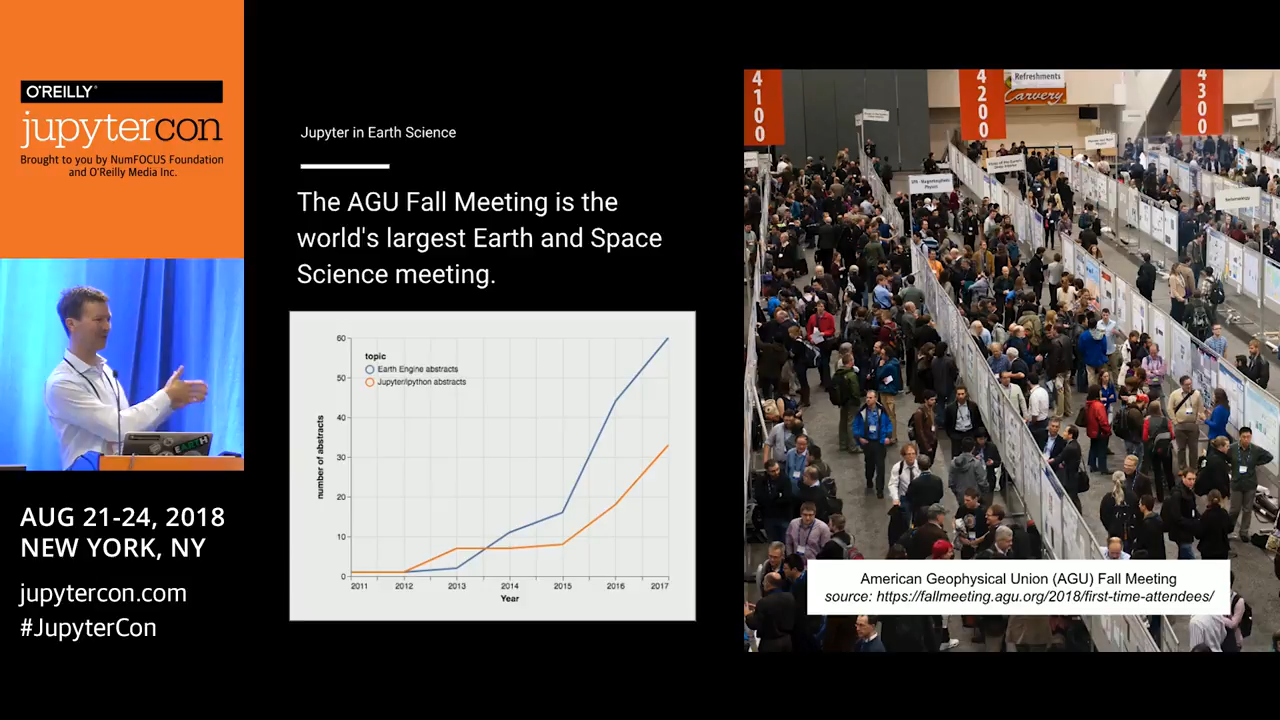 O'REILLY®
jupytercon
Brought to you by NumFOCUS Foundation
and O'Reilly Media Inc.
AUG 21-24, 2018
NEW YORK, NY
jupytercon.com
#JupyterCon
Jupyter in Earth Science
The AGU Fall Meeting is the
world's largest Earth and Space
Science meeting.
topic
Earth Engine abstracts
Jupyter/ipython abstracts
number of abstracts
60
50
40
30
20
10
0
2011 2012 2013 2014 2015 2016 2017
Year
4100
4200
4300
Refreshments
Carvery
American Geophysical Union (AGU) Fall Meeting
source: https://fallmeeting.agu.org/2018/first-time-attendees/